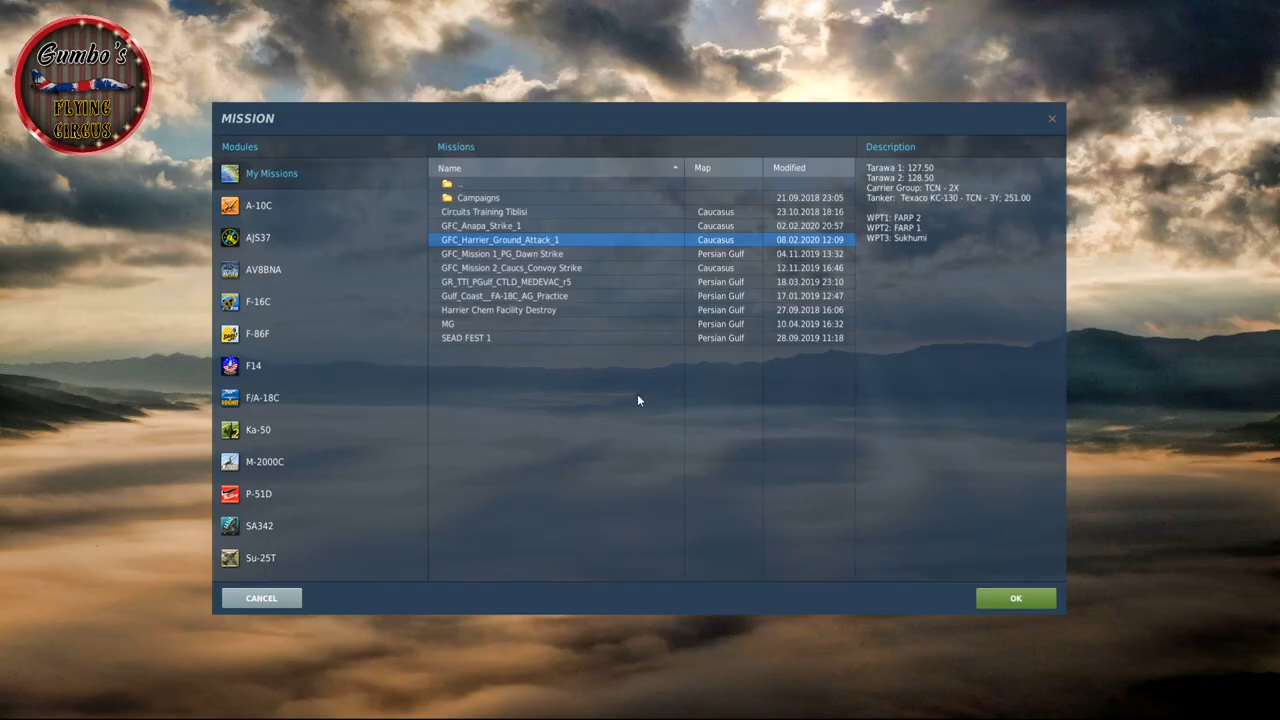 Gumbo's
FLYING
CIRCUS
MISSION
Modules
Missions
Description
My Missions
A-10C
AJS37
AV8BNA
F-16C
F-86F
F14
F/A-18C
Ka-50
M-2000C
P-51D
SA342
Su-25T
Name Map Modified
..
Campaigns 21.09.2018 23:05
Circuits Training Tiblisi Caucasus 23.10.2018 18:16
GFC_Anapa_Strike_1 Caucasus 02.02.2020 20:57
GFC_Harrier_Ground_Attack_1 Caucasus 08.02.2020 12:09
GFC_Mission 1_PG_Dawn Strike Persian Gulf 04.11.2019 13:32
GFC_Mission 2_Caucs_Convoy Strike Caucasus 12.11.2019 16:46
GR_TTI_PGulf_CTLD_MEDEVAC_r5 Persian Gulf 18.03.2019 23:10
Gulf_Coast__FA-18C_AG_Practice Persian Gulf 17.01.2019 12:47
Harrier Chem Facility Destroy Persian Gulf 27.09.2018 16:06
MG Persian Gulf 10.04.2019 16:32
SEAD FEST 1 Persian Gulf 28.09.2019 11:18
Tarawa 1: 127.50
Tarawa 2: 128.50
Carrier Group: TCN - 2X
Tanker: Texaco KC-130 - TCN - 3Y; 251.00
WPT1: FARP 2
WPT2: FARP 1
WPT3: Sukhumi
CANCEL
OK